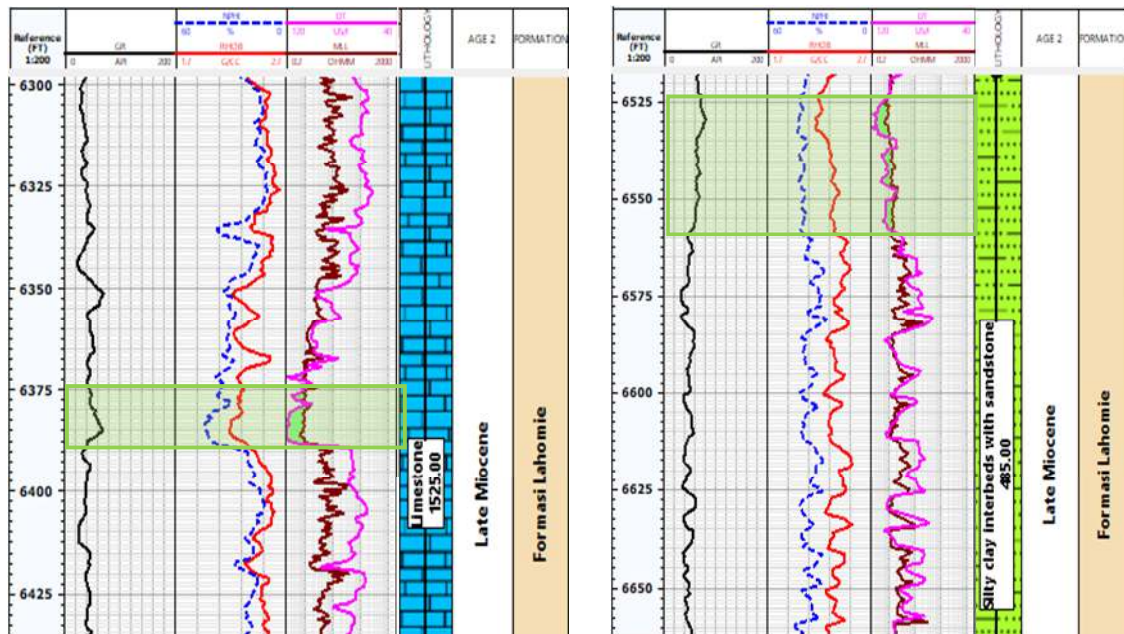 Reference
(FT)
1:200
GR
0 API 200
NPHI
60 % 0
RHOB
1.7 G/CC 2.7
DT
120 US/F 40
MLL
0.2 OHMM 2000
LITHOLOGY
AGE 2
FORMATION
6300
6325
6350
6375
6400
6425
Limestone
1525.00
Late Miocene
Formasi Lahomie
Reference
(FT)
1:200
GR
0 API 200
NPHI
60 % 0
RHOB
1.7 G/CC 2.7
DT
120 US/F 40
MLL
0.2 OHMM 2000
LITHOLOGY
AGE 2
FORMATIO
6525
6550
6575
6600
6625
6650
Silty clay interbeds with sandstone
485.00
Late Miocene
Formasi Lahomie